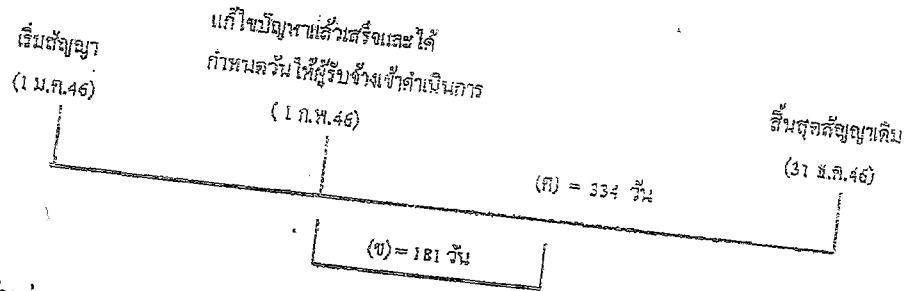 เริ่มสัญญา
(1 ม.ค.46)
แก้ไขปัญหาแล้วเสร็จและได้
กำหนดวันให้ผู้รับจ้างเข้าดำเนินการ
(1 ก.พ.46)
สิ้นสุดสัญญาเดิม
(31 ธ.ค.46)
(ค) = 334 วัน
(ข) = 181 วัน